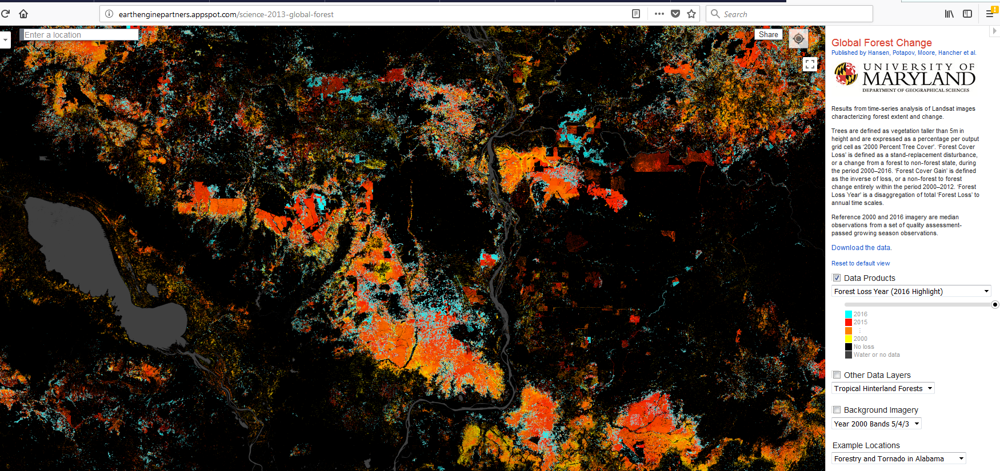 earthenginepartners.appspot.com/science-2013-global-forest
Search
Enter a location
Share
Global Forest Change
Published by Hansen, Potapov, Moore, Hancher et al.
UNIVERSITY OF
MARYLAND
DEPARTMENT OF GEOGRAPHICAL SCIENCES
Results from time-series analysis of Landsat images
characterizing forest extent and change.
Trees are defined as vegetation taller than 5m in
height and are expressed as a percentage per output
grid cell as ‘2000 Percent Tree Cover’. ‘Forest Cover
Loss’ is defined as a stand-replacement disturbance,
or a change from a forest to non-forest state, during
the period 2000–2016. ‘Forest Cover Gain’ is defined
as the inverse of loss, or a non-forest to forest
change entirely within the period 2000–2012. ‘Forest
Loss Year’ is a disaggregation of total ‘Forest Loss’ to
annual time scales.
Reference 2000 and 2016 imagery are median
observations from a set of quality assessment-
passed growing season observations.
Download the data.
Reset to default view
Data Products
Forest Loss Year (2016 Highlight)
2016
2015
⋮
2000
No loss
Water or no data
Other Data Layers
Tropical Hinterland Forests
Background Imagery
Year 2000 Bands 5/4/3
Example Locations
Forestry and Tornado in Alabama